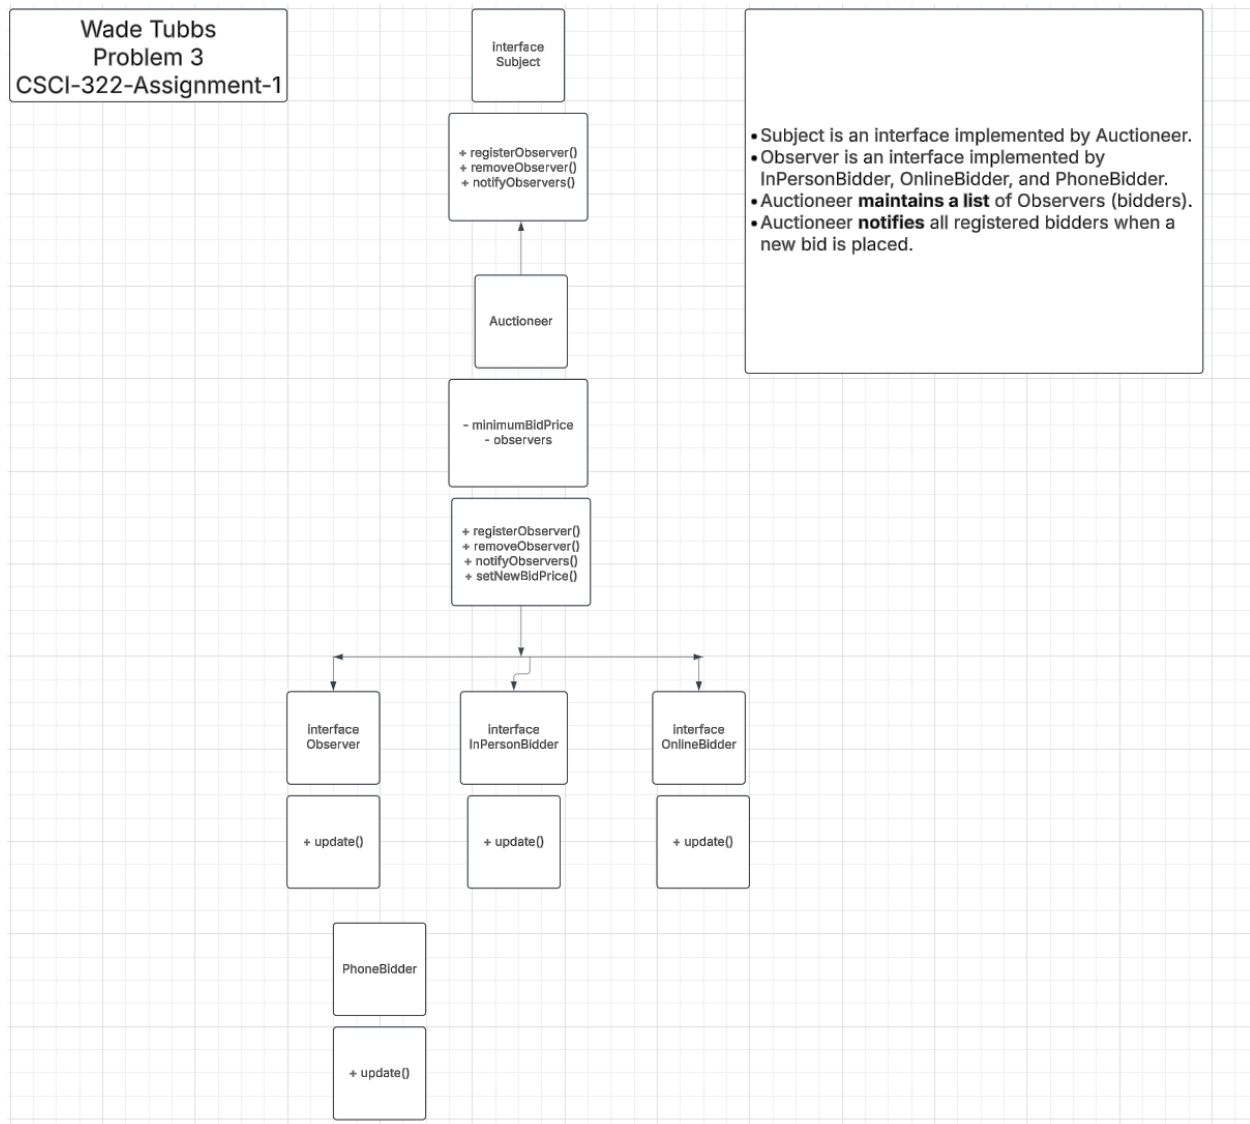 Wade Tubbs
Problem 3
CSCI-322-Assignment-1
interface
Subject
+ registerObserver()
+ removeObserver()
+ notifyObservers()
• Subject is an interface implemented by Auctioneer.
• Observer is an interface implemented by
InPersonBidder, OnlineBidder, and PhoneBidder.
• Auctioneer maintains a list of Observers (bidders).
• Auctioneer notifies all registered bidders when a
new bid is placed.
Auctioneer
- minimumBidPrice
- observers
+ registerObserver()
+ removeObserver()
+ notifyObservers()
+ setNewBidPrice()
interface
Observer
interface
InPersonBidder
interface
OnlineBidder
+ update()
+ update()
+ update()
PhoneBidder
+ update()